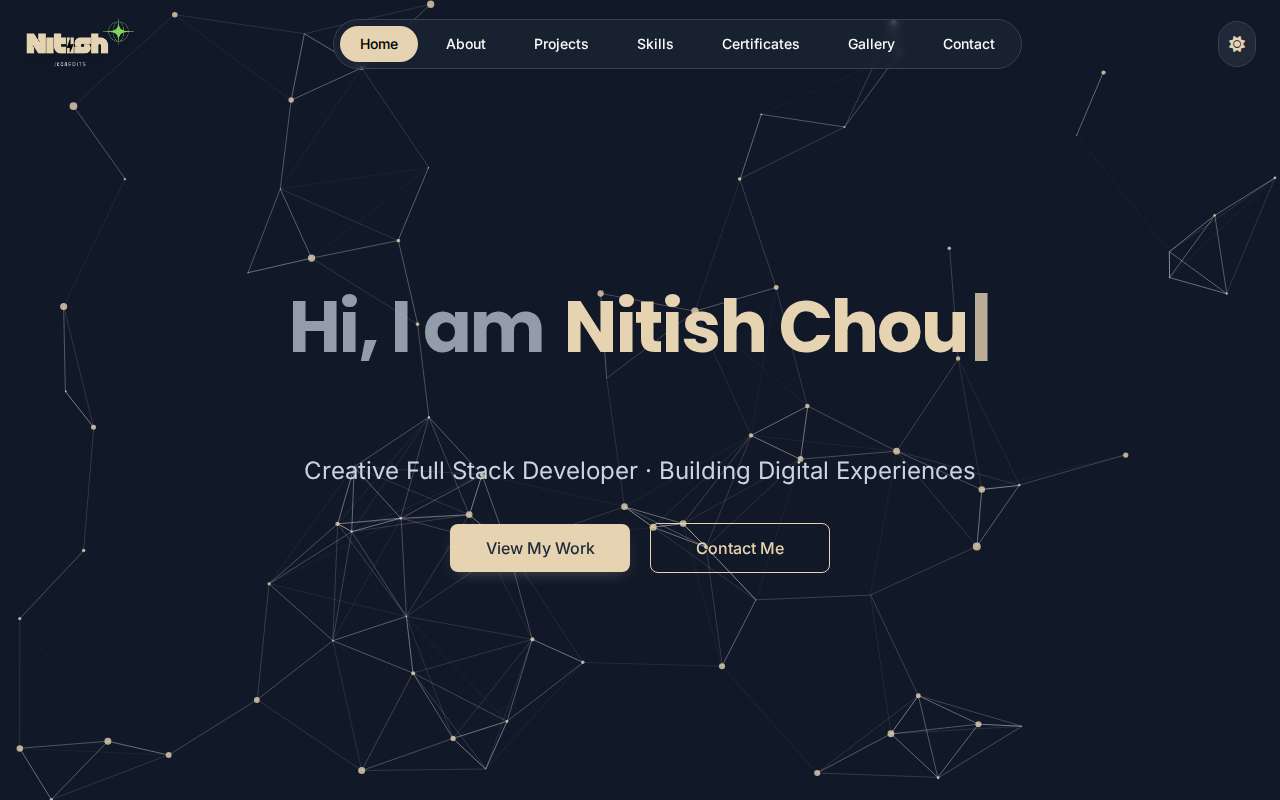 Nitish
Home About Projects Skills Certificates Gallery Contact
Hi, I am Nitish Chou
Creative Full Stack Developer · Building Digital Experiences
View My Work
Contact Me